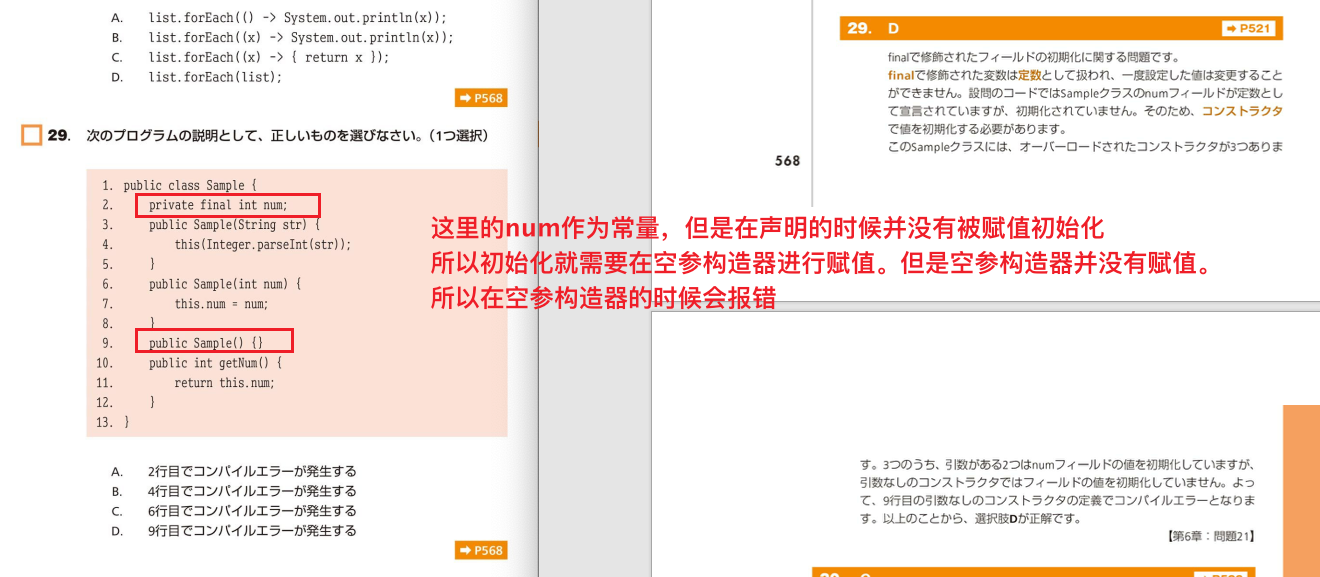 A. list.forEach(() -> System.out.println(x));
B. list.forEach((x) -> System.out.println(x));
C. list.forEach((x) -> { return x });
D. list.forEach(list);
➡ P568
29. 次のプログラムの説明として、正しいものを選びなさい。（1つ選択）
1. public class Sample {
2. private final int num;
3. public Sample(String str) {
4. this(Integer.parseInt(str));
5. }
6. public Sample(int num) {
7. this.num = num;
8. }
9. public Sample() {}
10. public int getNum() {
11. return this.num;
12. }
13. }
A. 2行目でコンパイルエラーが発生する
B. 4行目でコンパイルエラーが発生する
C. 6行目でコンパイルエラーが発生する
D. 9行目でコンパイルエラーが発生する
➡ P568
这里的num作为常量，但是在声明的时候并没有被赋值初始化
所以初始化就需要在空参构造器进行赋值。但是空参构造器并没有赋值。
所以在空参构造器的时候会报错
29. D
➡ P521
finalで修飾されたフィールドの初期化に関する問題です。
finalで修飾された変数は定数として扱われ、一度設定した値は変更すること
ができません。設問のコードではSampleクラスのnumフィールドが定数とし
て宣言されていますが、初期化されていません。そのため、コンストラクタ
で値を初期化する必要があります。
このSampleクラスには、オーバーロードされたコンストラクタが3つありま
568
す。3つのうち、引数がある2つはnumフィールドの値を初期化していますが、
引数なしのコンストラクタではフィールドの値を初期化していません。よっ
て、9行目の引数なしのコンストラクタの定義でコンパイルエラーとなりま
す。以上のことから、選択肢Dが正解です。
【第6章：問題21】